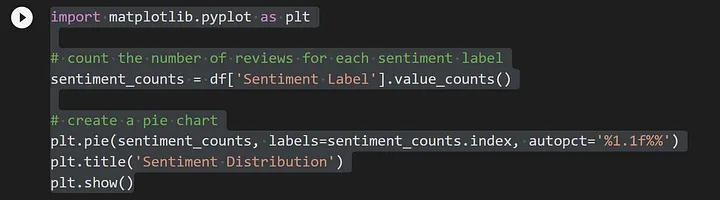 import matplotlib.pyplot as plt
# count the number of reviews for each sentiment label
sentiment_counts = df['Sentiment Label'].value_counts()
# create a pie chart
plt.pie(sentiment_counts, labels=sentiment_counts.index, autopct='%1.1f%%')
plt.title('Sentiment Distribution')
plt.show()